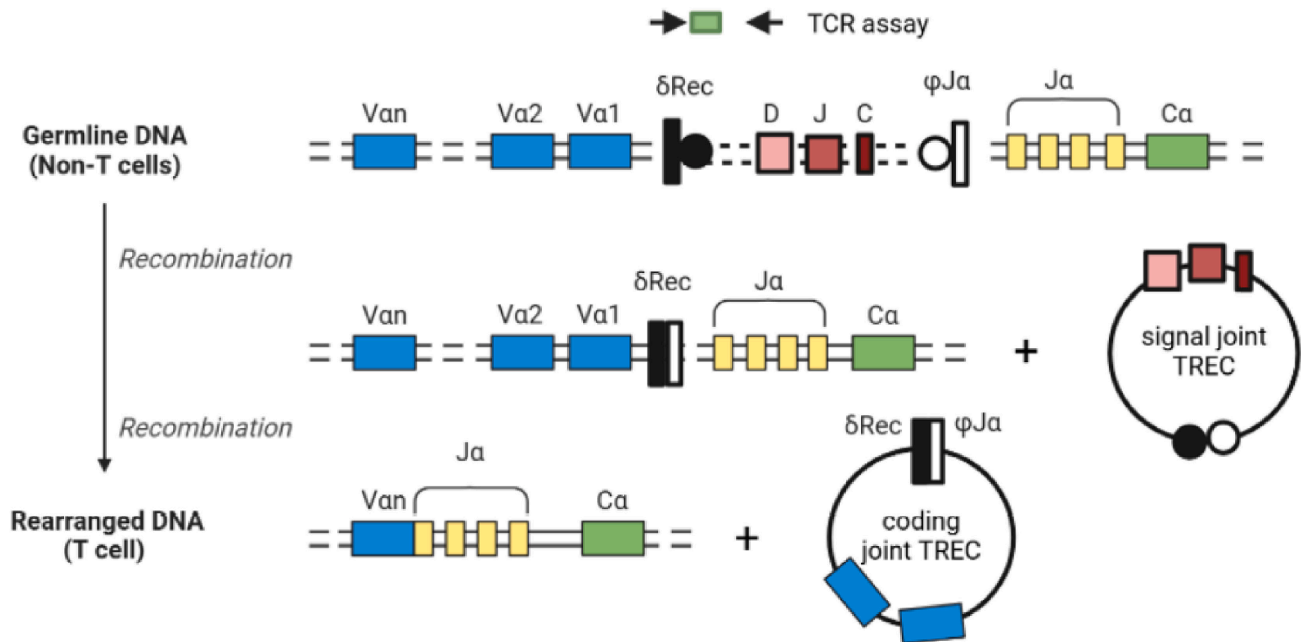 TCR assay
δRec
φJα
Jα
Vαn
Vα2
Vα1
D
J
C
Cα
Germline DNA
(Non-T cells)
Recombination
δRec
Jα
Vαn
Vα2
Vα1
Cα
+
signal joint
TREC
Recombination
δRec
φJα
Jα
Vαn
Cα
Rearranged DNA
(T cell)
+
coding
joint TREC